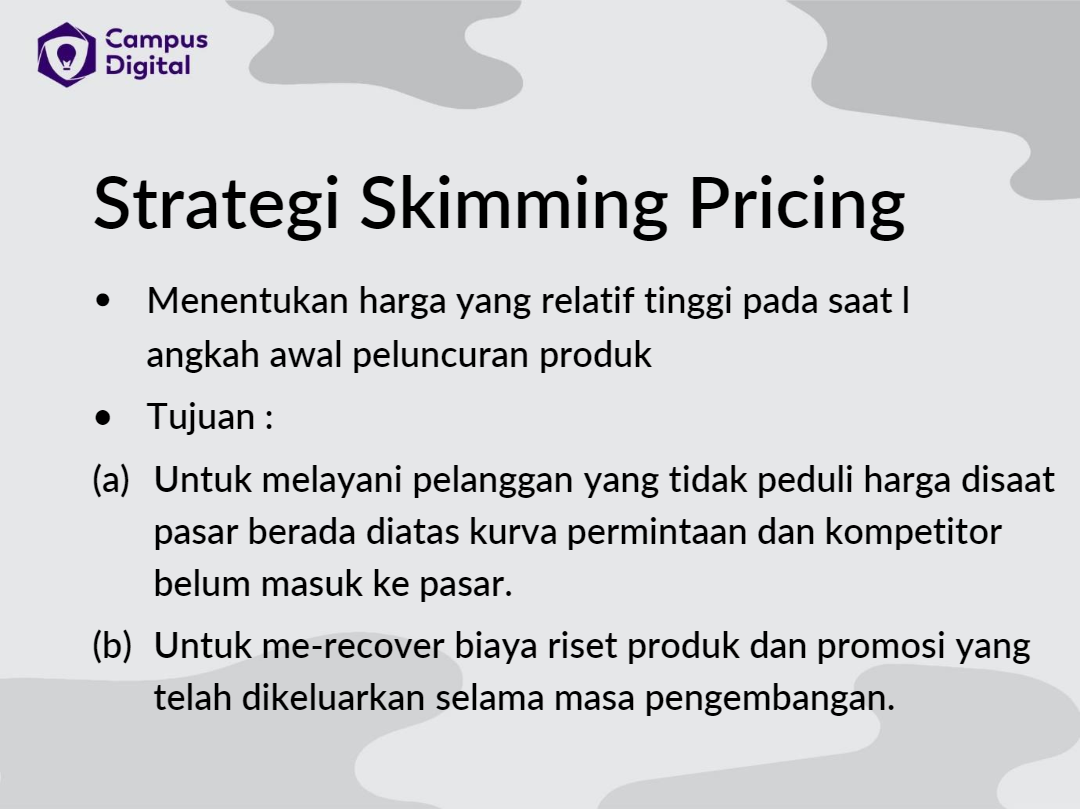 Campus
Digital
Strategi Skimming Pricing
• Menentukan harga yang relatif tinggi pada saat l
angkah awal peluncuran produk
• Tujuan :
(a) Untuk melayani pelanggan yang tidak peduli harga disaat
pasar berada diatas kurva permintaan dan kompetitor
belum masuk ke pasar.
(b) Untuk me-recover biaya riset produk dan promosi yang
telah dikeluarkan selama masa pengembangan.